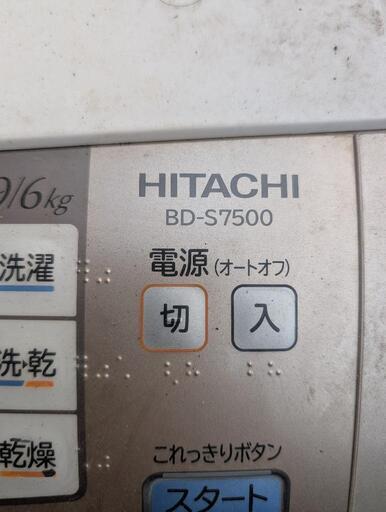 9/6kg
HITACHI
BD-S7500
電源(オートオフ)
切 入
洗濯
洗乾
乾燥
これっきりボタン
スタート